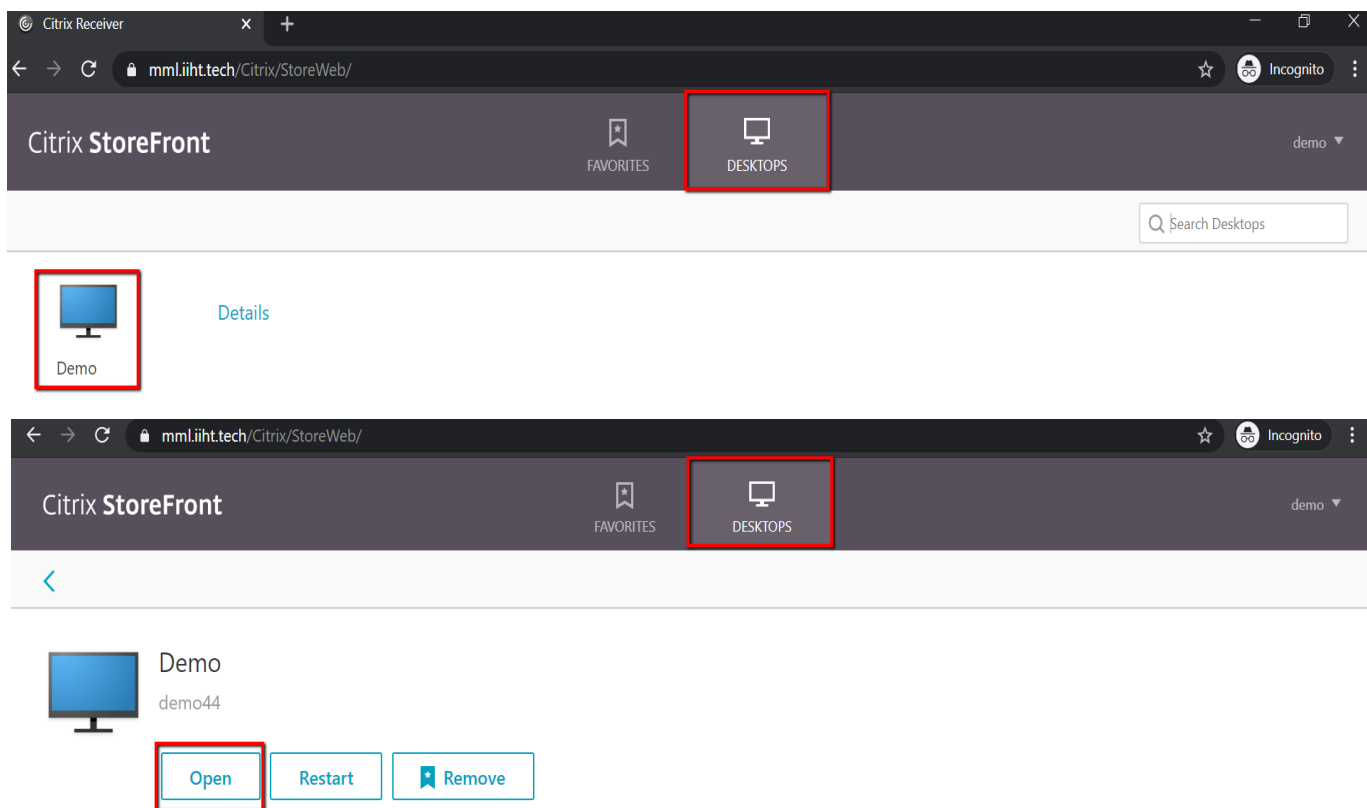 Citrix Receiver
mml.iiht.tech/Citrix/StoreWeb/
Incognito
Citrix StoreFront
FAVORITES
DESKTOPS
demo
Search Desktops
Details
Demo
mml.iiht.tech/Citrix/StoreWeb/
Incognito
Citrix StoreFront
FAVORITES
DESKTOPS
demo
Demo
demo44
Open
Restart
Remove